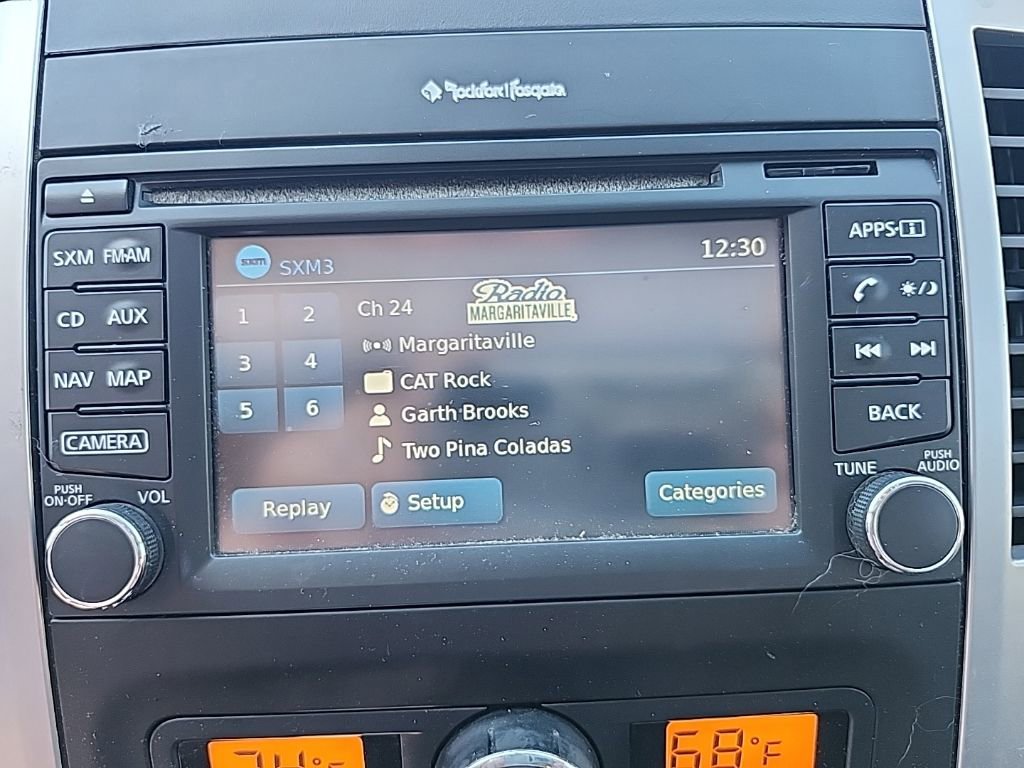 Rockford Fosgate
SXM FM·AM
CD AUX
NAV MAP
CAMERA
PUSH
ON·OFF
VOL
sxm SXM3 12:30
1 2
3 4
5 6
Ch 24
Radio
MARGARITAVILLE
Margaritaville
CAT Rock
Garth Brooks
Two Pina Coladas
Replay Setup Categories
APPS·i
BACK
TUNE
PUSH
AUDIO
74°F 68°F